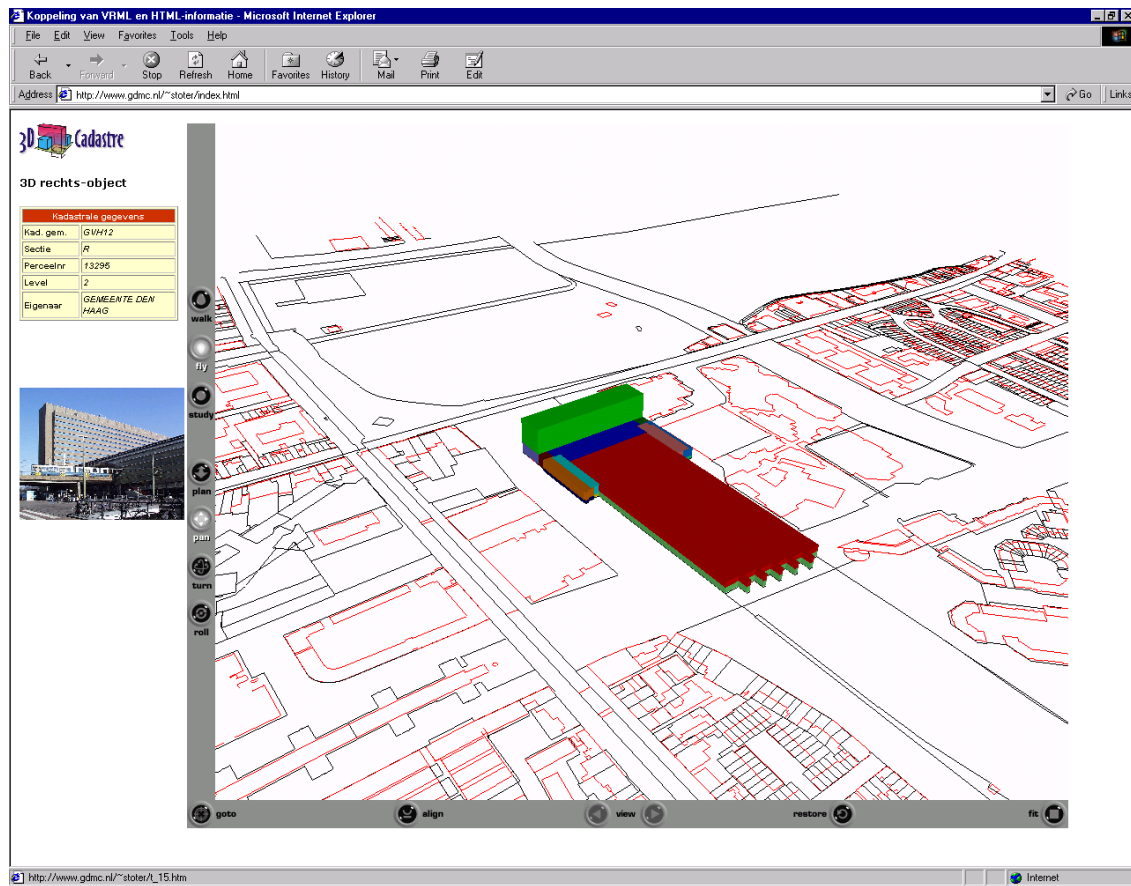 Koppeling van VRML en HTML-informatie - Microsoft Internet Explorer
File Edit View Favorites Tools Help
Back Forward Stop Refresh Home Favorites History Mail Print Edit
Address http://www.gdmc.nl/~stoter/index.html Go Links
3D Cadastre
3D rechts-object
Kadastrale gegevens
Kad. gem. GVH12
Sectie R
Perceelnr 13295
Level 2
Eigenaar GEMEENTE DEN
HAAG
walk
fly
study
plan
pan
turn
roll
goto align view restore fit
http://www.gdmc.nl/~stoter/t_15.htm Internet